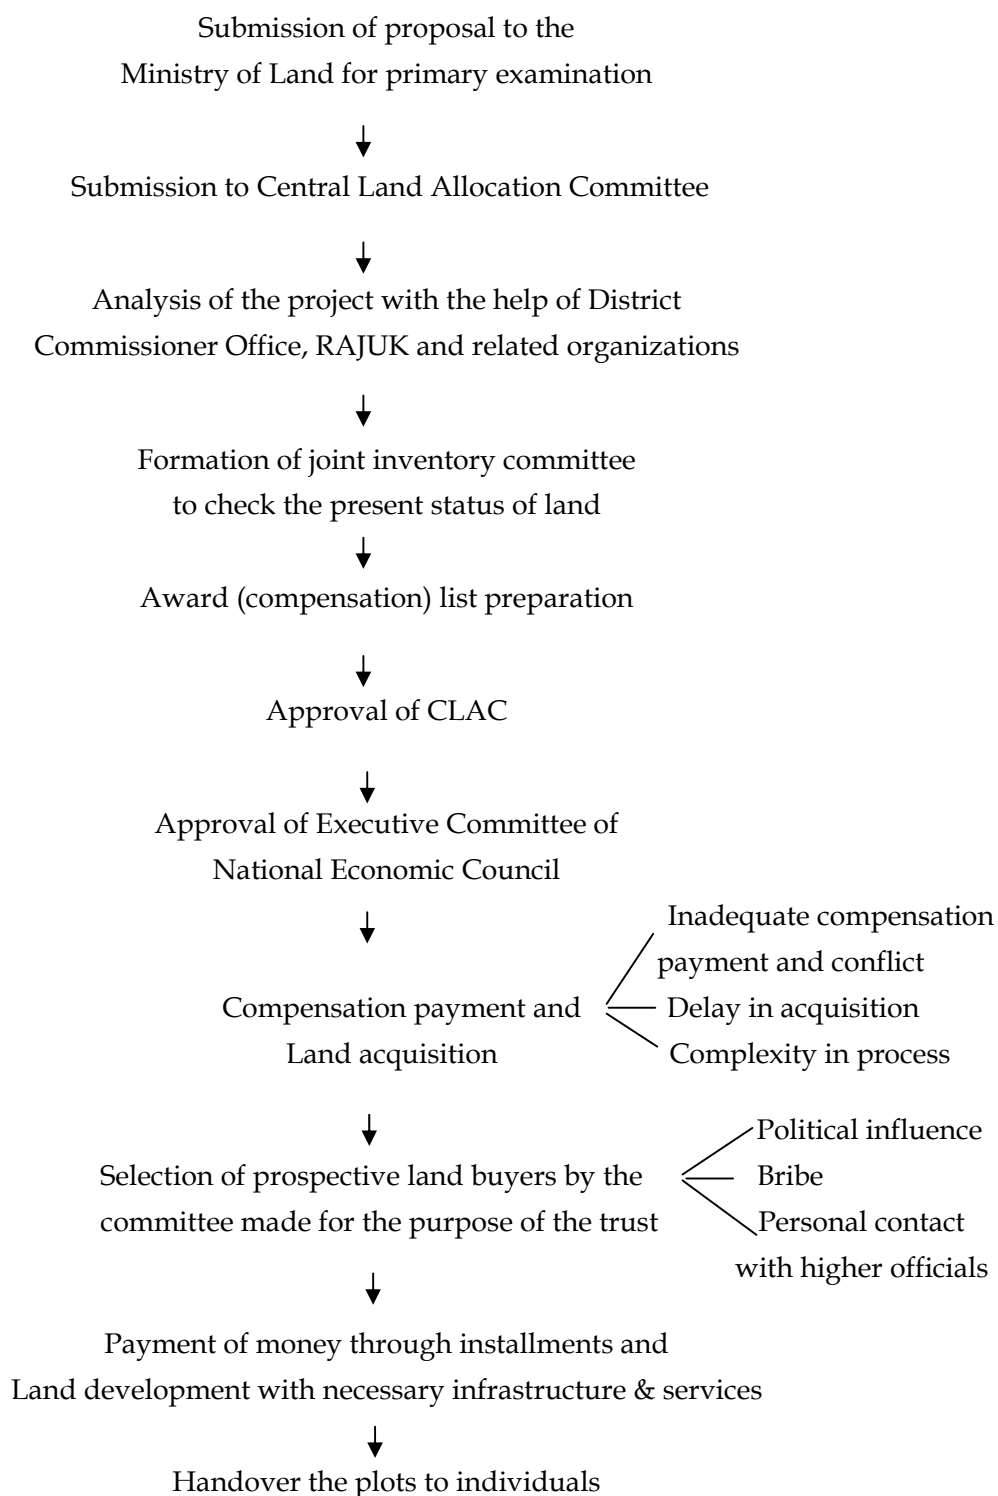 Submission of proposal to the
Ministry of Land for primary examination
Submission to Central Land Allocation Committee
Analysis of the project with the help of District
Commissioner Office, RAJUK and related organizations
Formation of joint inventory committee
to check the present status of land
Award (compensation) list preparation
Approval of CLAC
Approval of Executive Committee of
National Economic Council
Compensation payment and
Land acquisition
Inadequate compensation
payment and conflict
Delay in acquisition
Complexity in process
Selection of prospective land buyers by the
committee made for the purpose of the trust
Political influence
Bribe
Personal contact
with higher officials
Payment of money through installments and
Land development with necessary infrastructure & services
Handover the plots to individuals